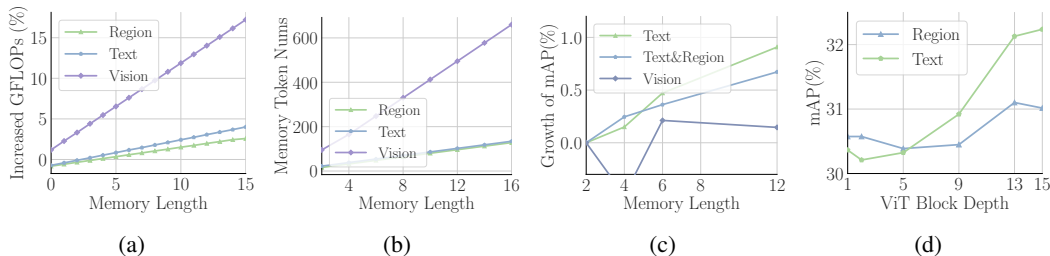 Increased GFLOPs (%)
15
10
5
0
Region
Text
Vision
0 5 10 15
Memory Length
(a)
Memory Token Nums
600
400
200
0
Region
Text
Vision
4 8 12 16
Memory Length
(b)
Growth of mAP(%)
1.0
0.5
0.0
Text
Text&Region
Vision
2 4 6 8 12
Memory Length
(c)
mAP(%)
32
31
30
Region
Text
1 5 9 13 15
ViT Block Depth
(d)